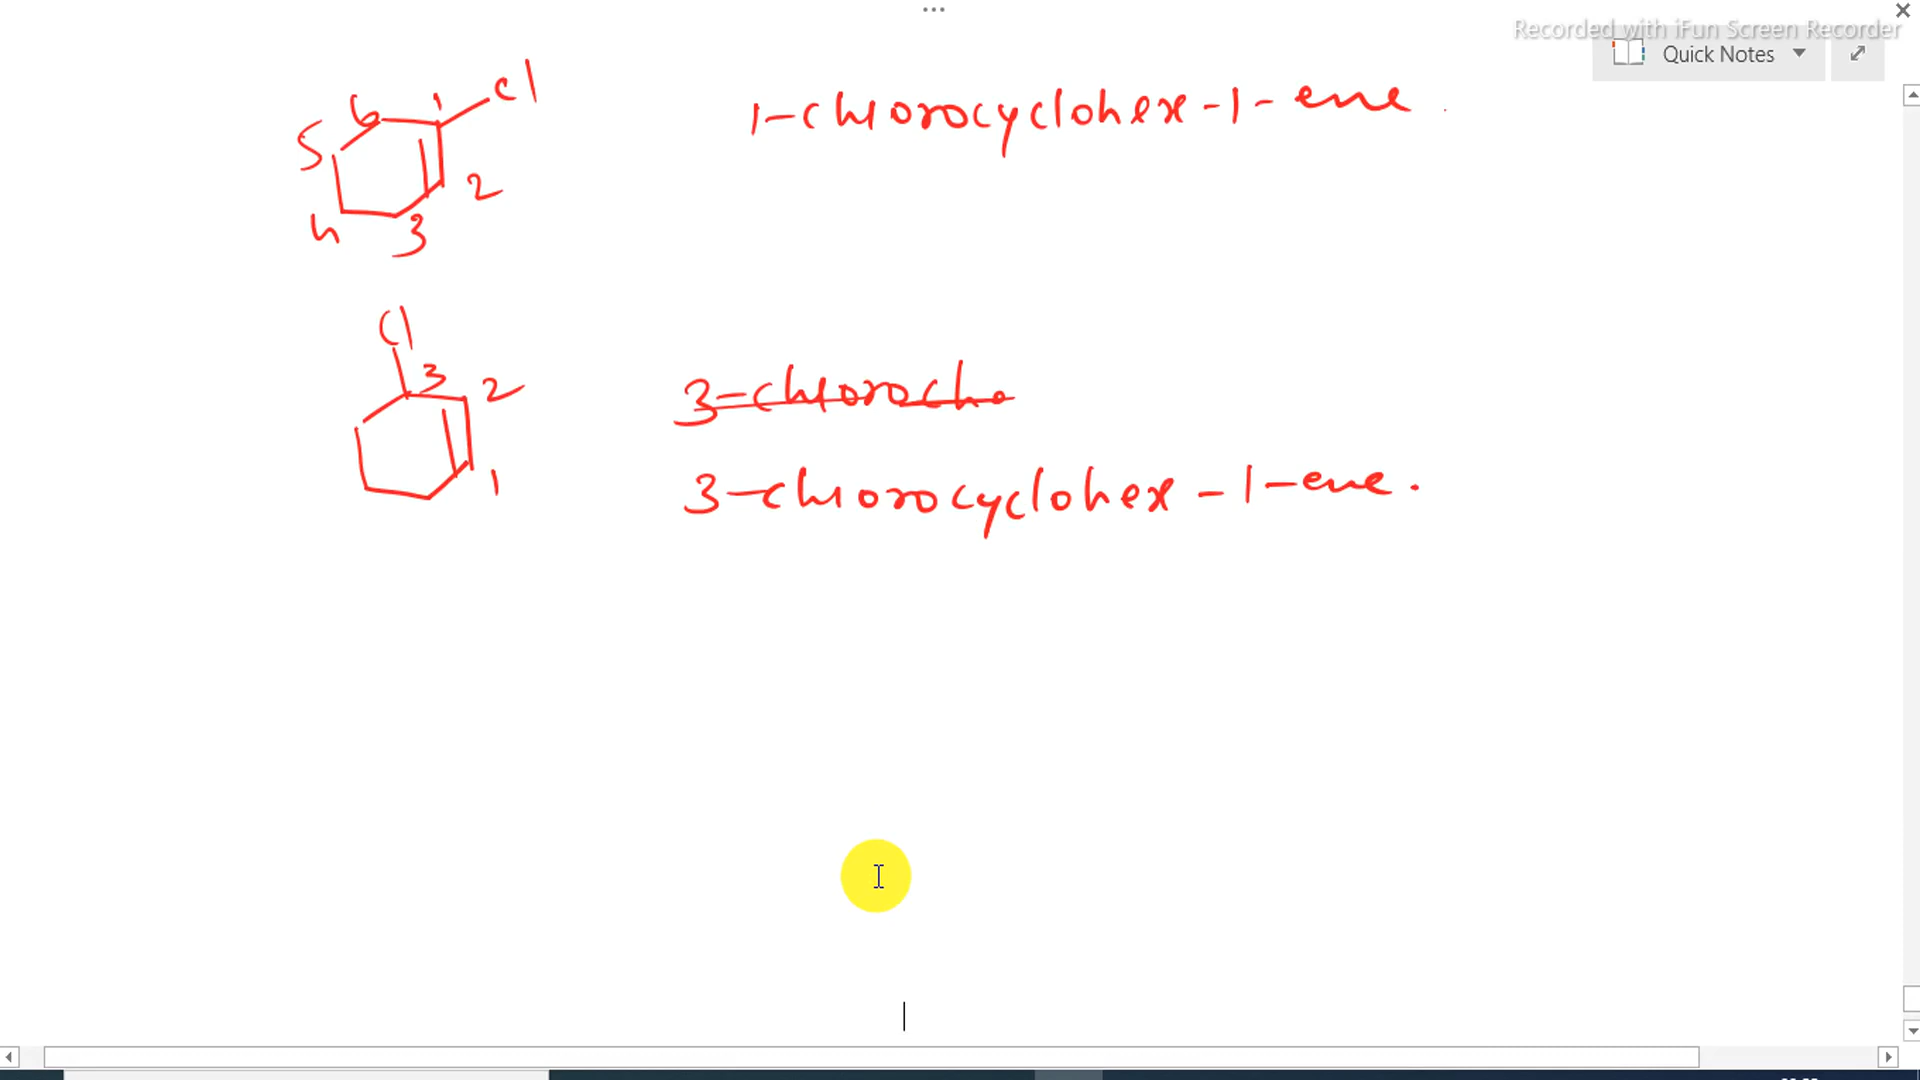 Recorded with iFun Screen Recorder
Quick Notes
Cl
6 1
5
2
4 3
1-chlorocyclohex-1-ene.
Cl
3 2
1
3-chlorocho
3-chlorocyclohex-1-ene.